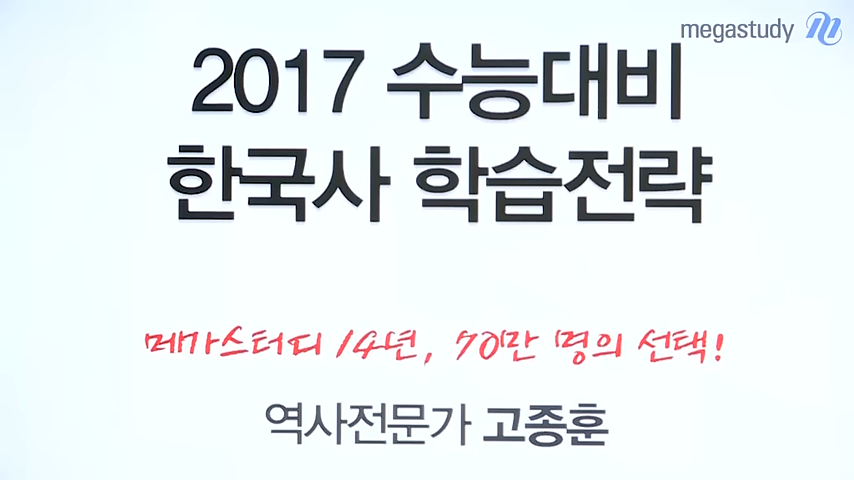 megastudy
2017 수능대비
한국사 학습전략
메가스터디 14년, 70만 명의 선택!
역사전문가 고종훈